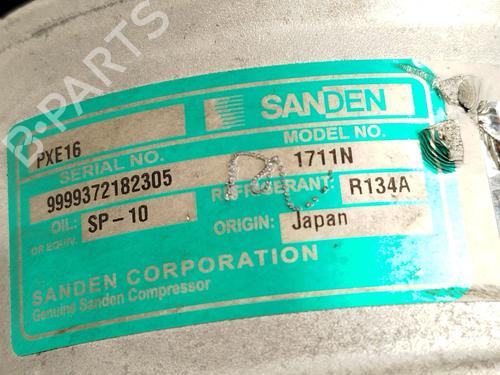 B-PARTS
SANDEN
PXE16
MODEL NO.
SERIAL NO.
1711N
9999372182305
REFRIGERANT: R134A
OIL: SP-10
OR EQUIV.
ORIGIN: Japan
SANDEN CORPORATION
Genuine Sanden Compressor